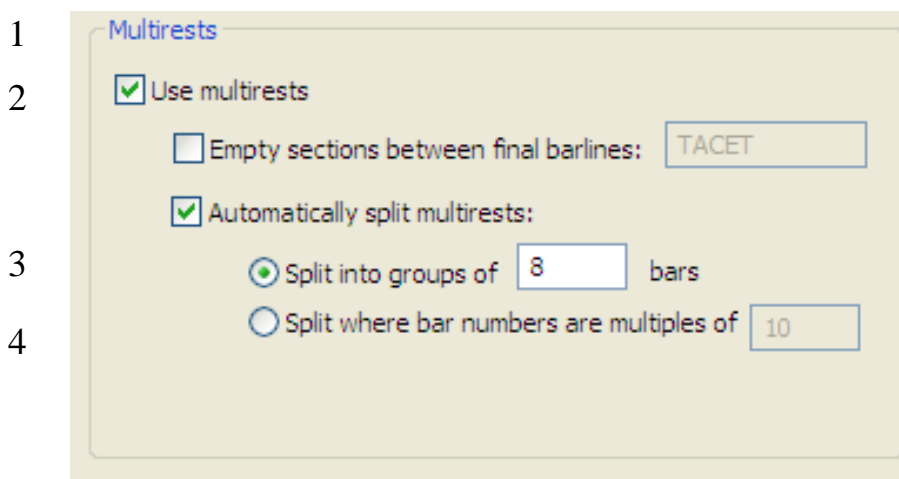 1 Multirests
2 Use multirests
Empty sections between final barlines: TACET
Automatically split multirests:
3 Split into groups of 8 bars
4 Split where bar numbers are multiples of 10